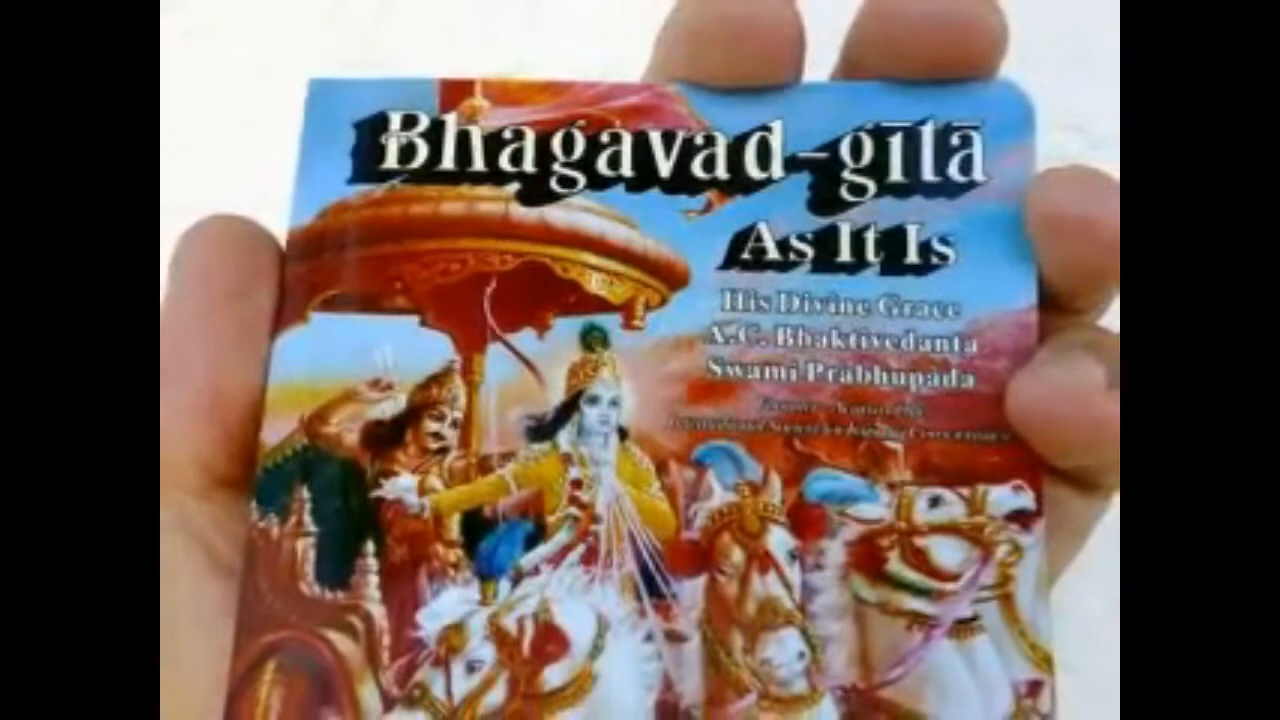 Bhagavad-gītā
As It Is
His Divine Grace
A.C. Bhaktivedanta
Swami Prabhupāda